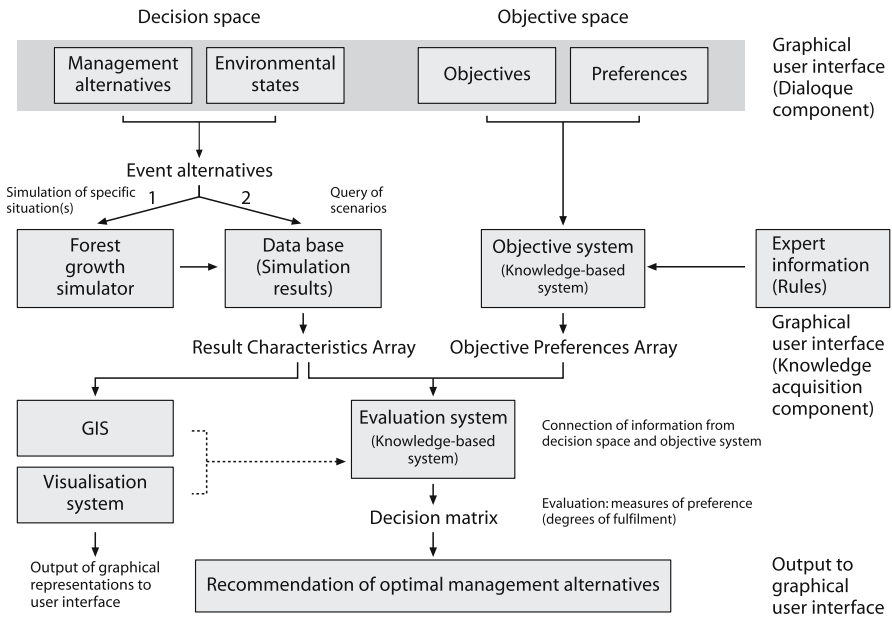 Decision space
Objective space
Management
alternatives
Environmental
states
Objectives
Preferences
Graphical
user interface
(Dialoque
component)
Event alternatives
Simulation of specific
situation(s)
1
2
Query of
scenarios
Forest
growth
simulator
Data base
(Simulation
results)
Objective system
(Knowledge-based
system)
Expert
information
(Rules)
Graphical
user interface
(Knowledge
acquisition
component)
Result Characteristics Array
Objective Preferences Array
GIS
Visualisation
system
Evaluation system
(Knowledge-based
system)
Connection of information from
decision space and objective system
Decision matrix
Evaluation: measures of preference
(degrees of fulfilment)
Output of graphical
representations to
user interface
Recommendation of optimal management alternatives
Output to
graphical
user interface